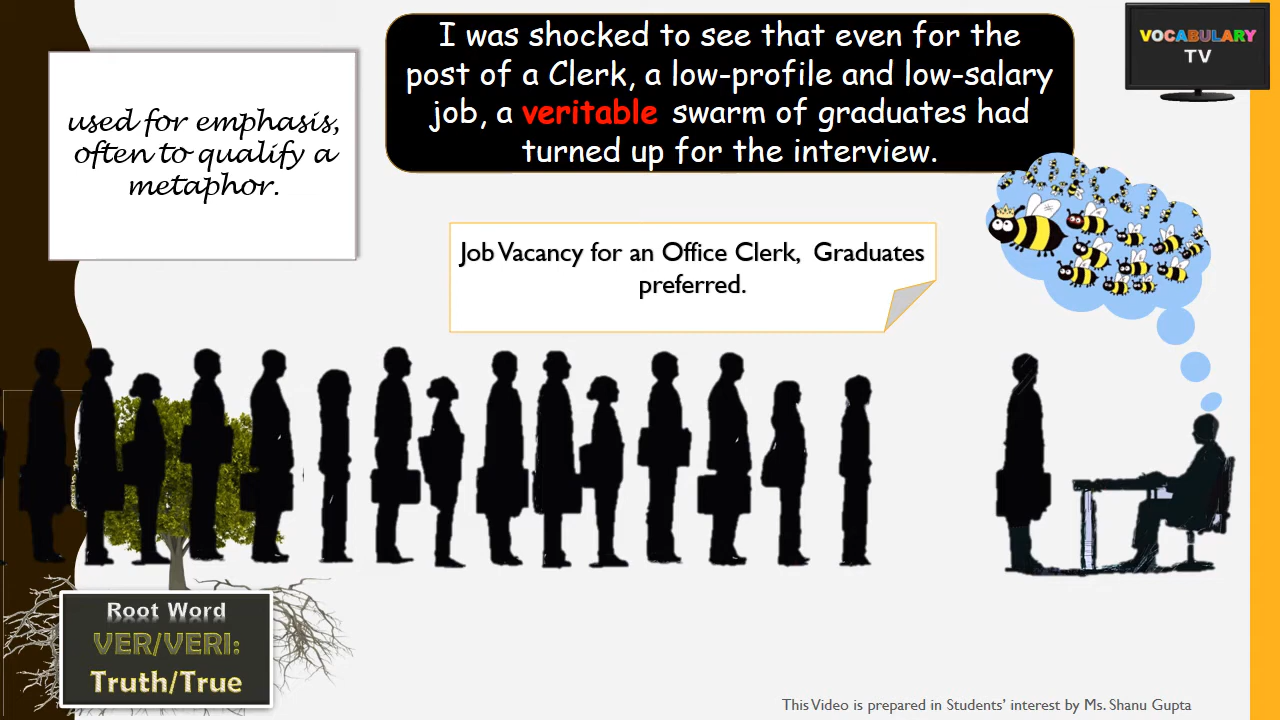 I was shocked to see that even for the
post of a Clerk, a low-profile and low-salary
job, a veritable swarm of graduates had
turned up for the interview.
VOCABULARY
TV
used for emphasis,
often to qualify a
metaphor.
Job Vacancy for an Office Clerk, Graduates
preferred.
Root Word
VER/VERI:
Truth/True
This Video is prepared in Students' interest by Ms. Shanu Gupta